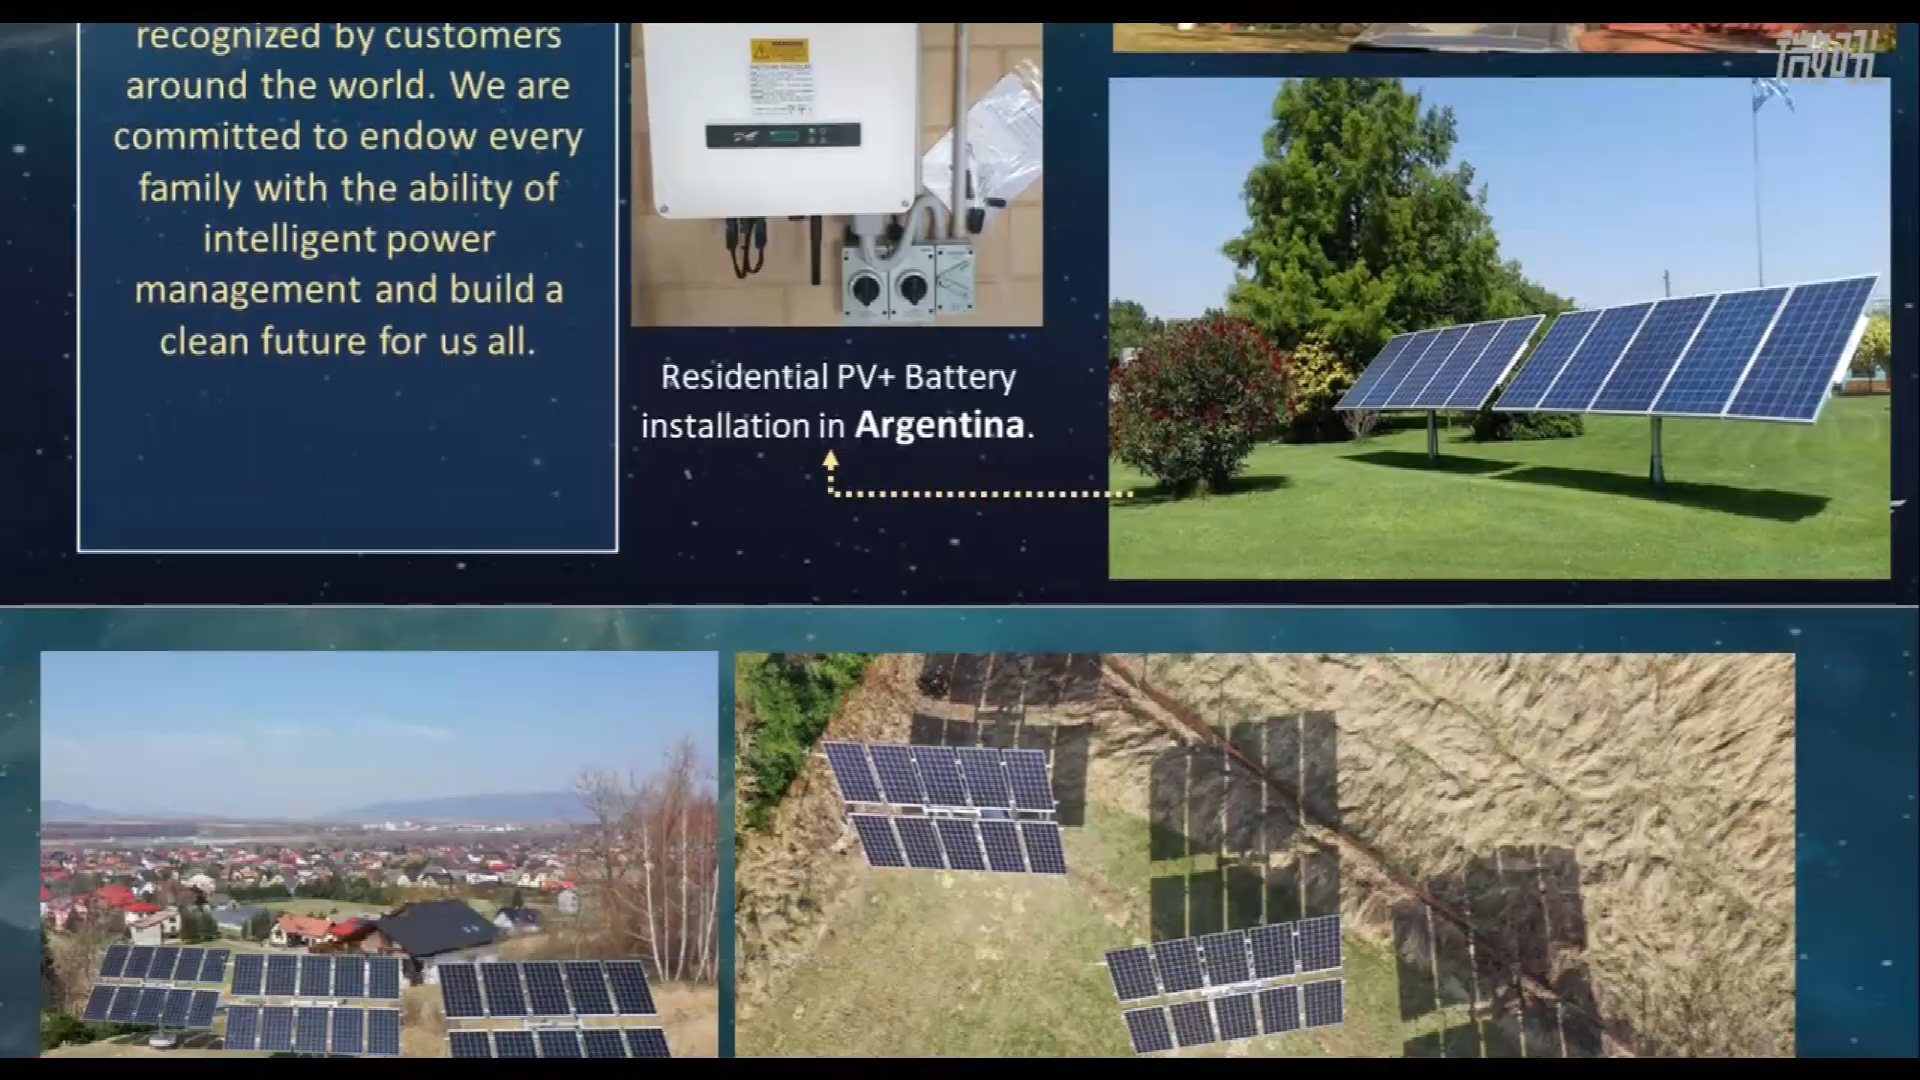 recognized by customers
around the world. We are
committed to endow every
family with the ability of
intelligent power
management and build a
clean future for us all.
Residential PV+ Battery
installation in Argentina.